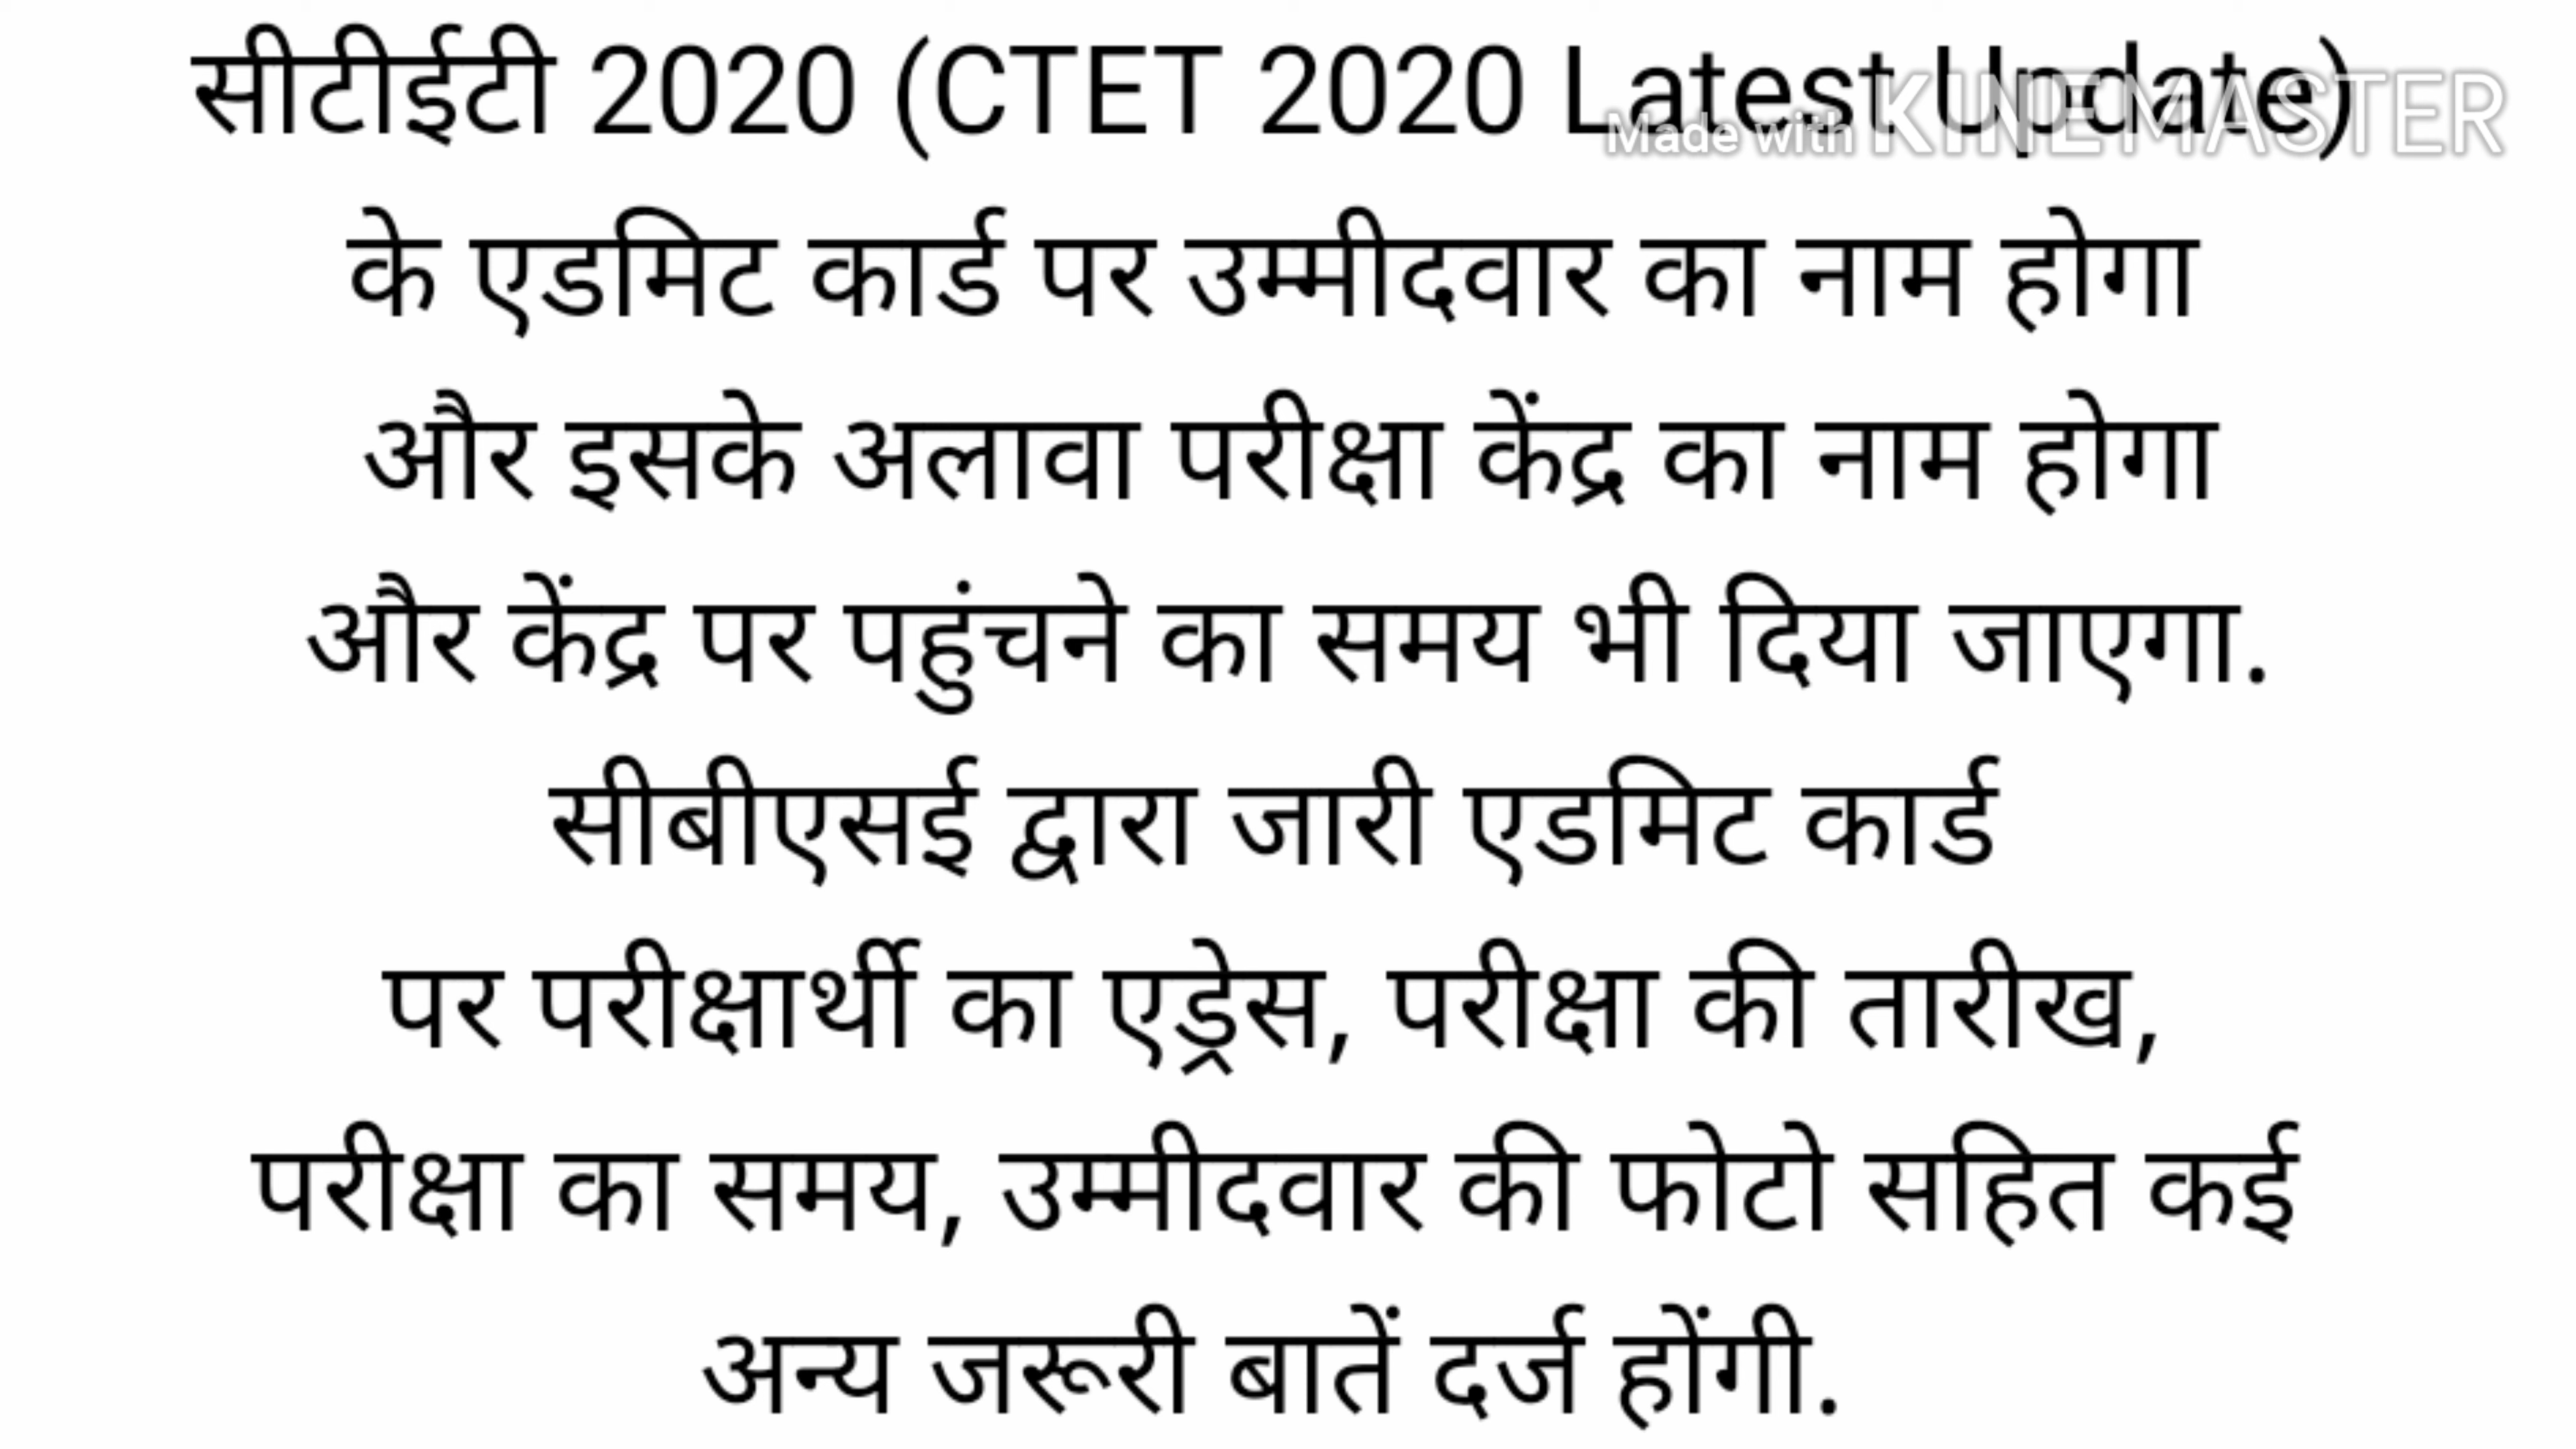 सीटीईटी 2020 (CTET 2020 Latest Update)
Made with KINEMASTER
के एडमिट कार्ड पर उम्मीदवार का नाम होगा
और इसके अलावा परीक्षा केंद्र का नाम होगा
और केंद्र पर पहुंचने का समय भी दिया जाएगा.
सीबीएसई द्वारा जारी एडमिट कार्ड
पर परीक्षार्थी का एड्रेस, परीक्षा की तारीख,
परीक्षा का समय, उम्मीदवार की फोटो सहित कई
अन्य जरूरी बातें दर्ज होंगी.